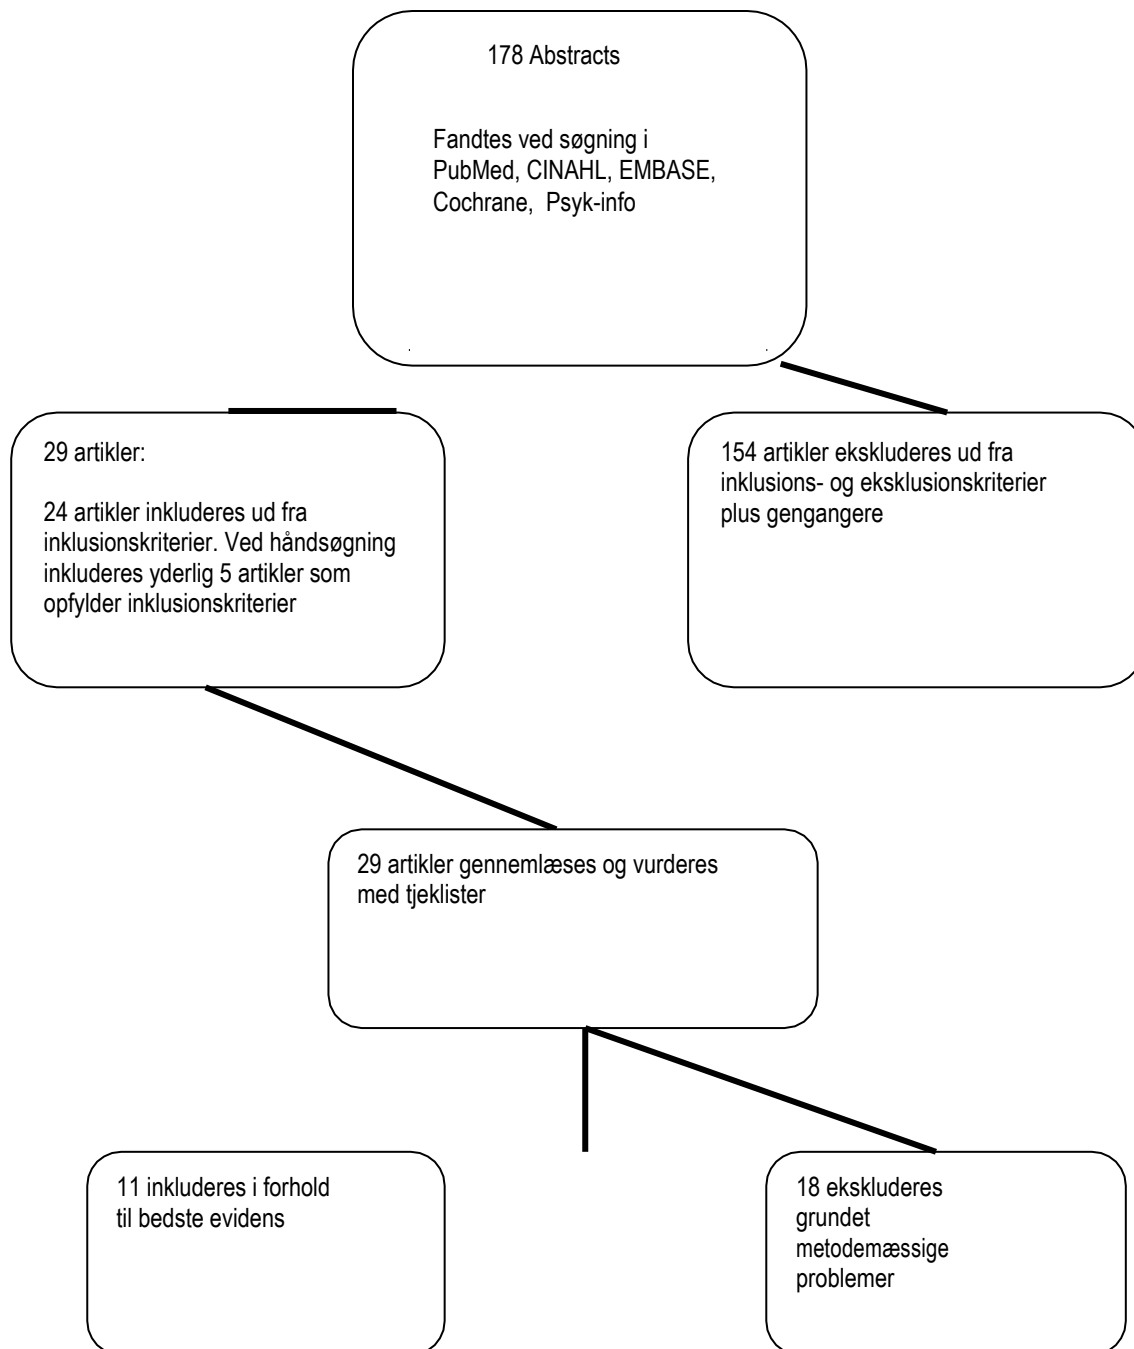 178 Abstracts
Fandtes ved søgning i
PubMed, CINAHL, EMBASE,
Cochrane, Psyk-info
29 artikler:
24 artikler inkluderes ud fra
inklusionskriterier. Ved håndsøgning
inkluderes yderlig 5 artikler som
opfylder inklusionskriterier
154 artikler ekskluderes ud fra
inklusions- og eksklusionskriterier
plus gengangere
29 artikler gennemlæses og vurderes
med tjeklister
11 inkluderes i forhold
til bedste evidens
18 ekskluderes
grundet
metodemæssige
problemer